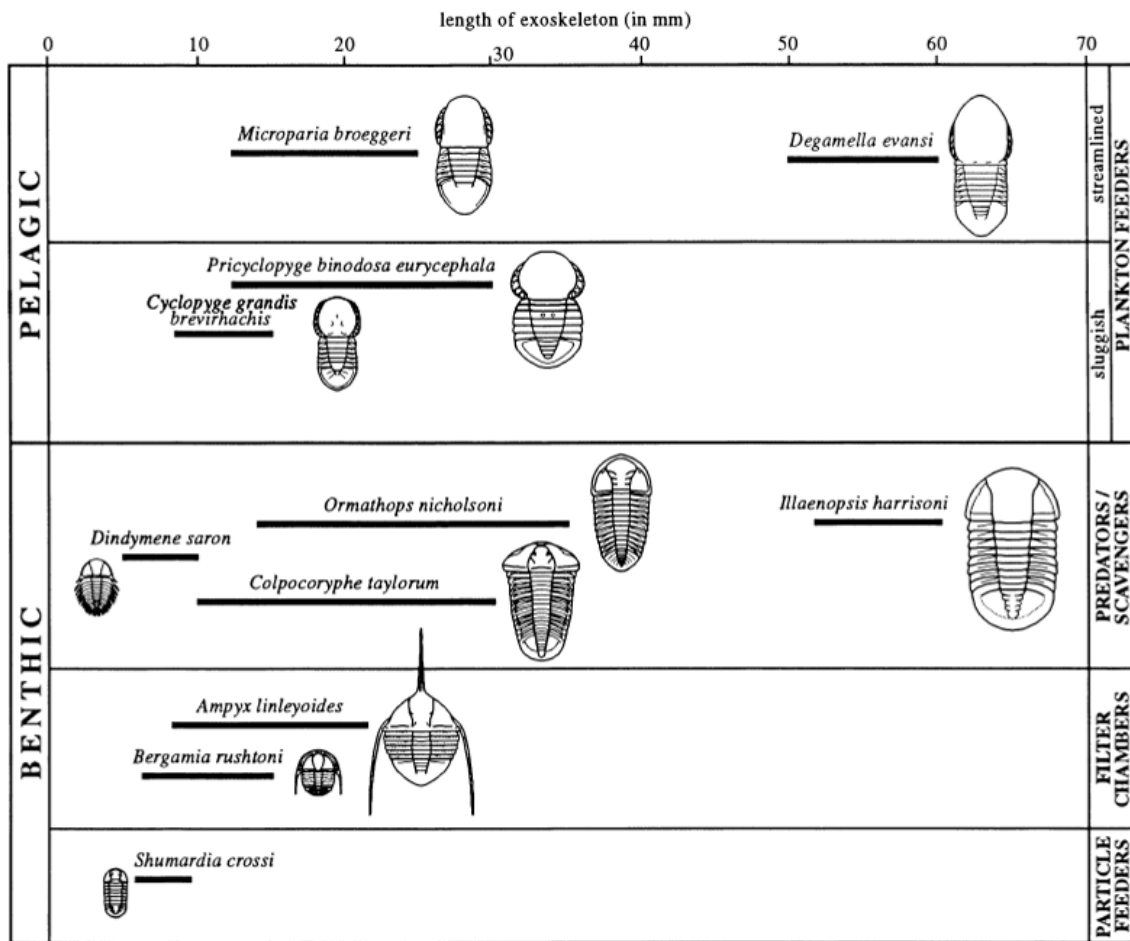 length of exoskeleton (in mm)
0 10 20 30 50 60 70
PELAGIC
Microparia broeggeri
Degamella evansi
streamlined
PLANKTON FEEDERS
Pricyclopyge binodosa eurycephala
Cyclopyge grandis
brevirhachis
sluggish
BENTHIC
Ormathops nicholsoni
Illaenopsis harrisoni
Dindymene saron
Colpocoryphe taylorum
PREDATORS /
SCAVENGERS
Ampyx linleyoides
Bergamia rushtoni
FILTER
CHAMBERS
Shumardia crossi
PARTICLE
FEEDERS